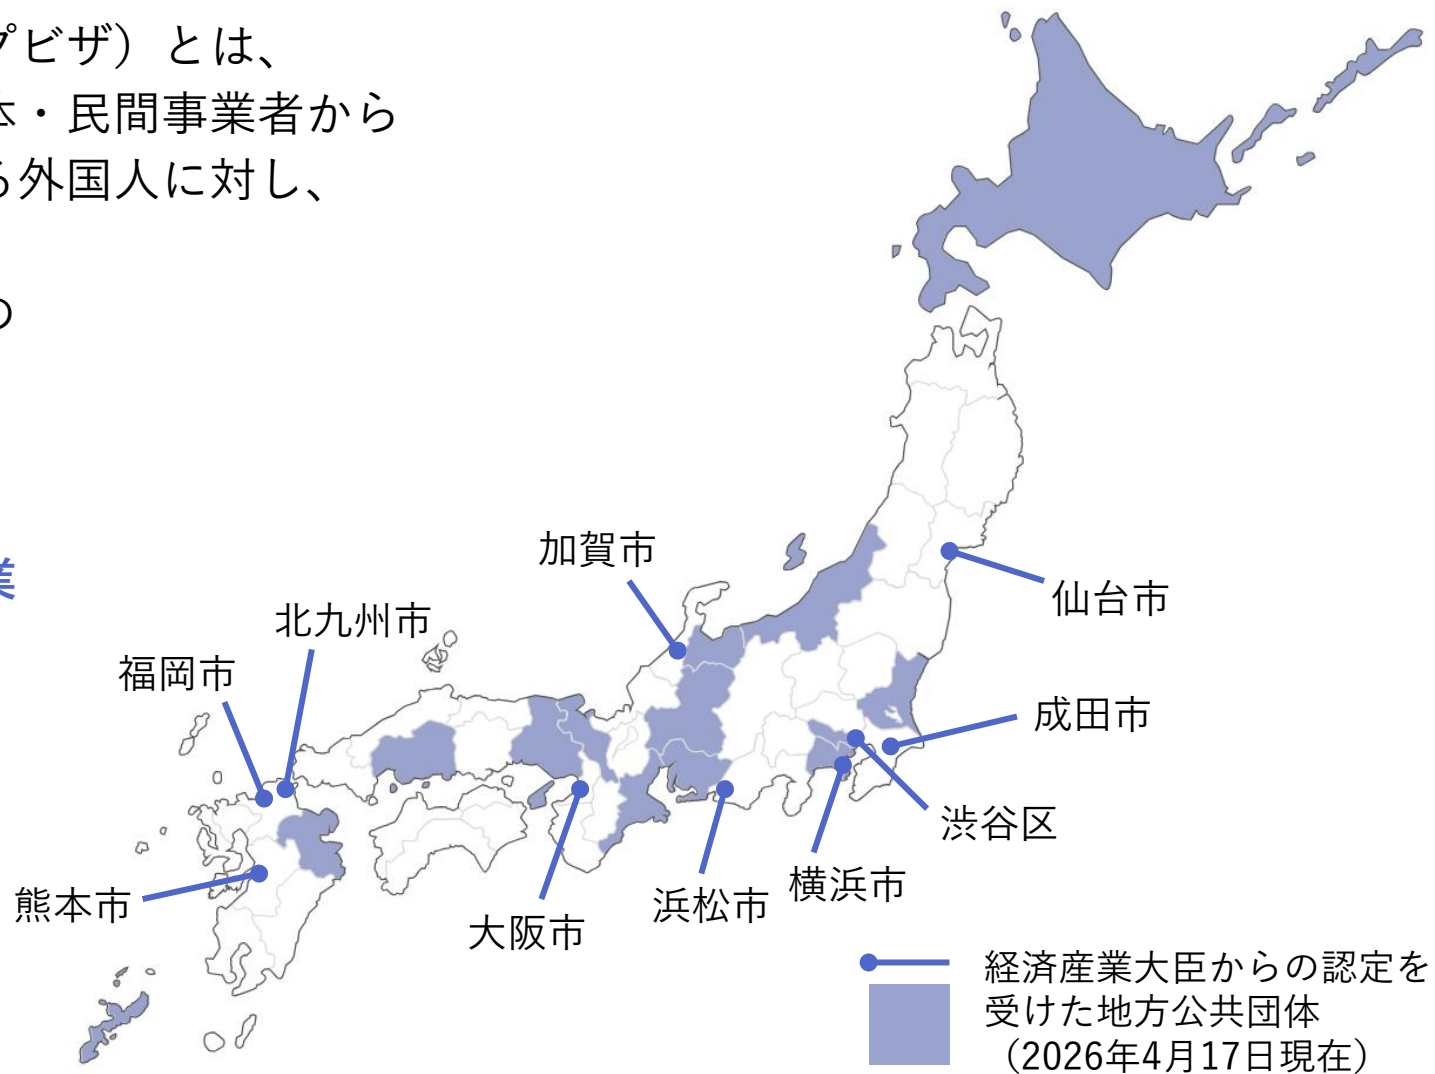 プビザ）とは、
本・民間事業者から
る外国人に対し、
の
業
加賀市
仙台市
北九州市
福岡市
成田市
渋谷区
横浜市
浜松市
熊本市
大阪市
経済産業大臣からの認定を
受けた地方公共団体
（2026年4月17日現在）